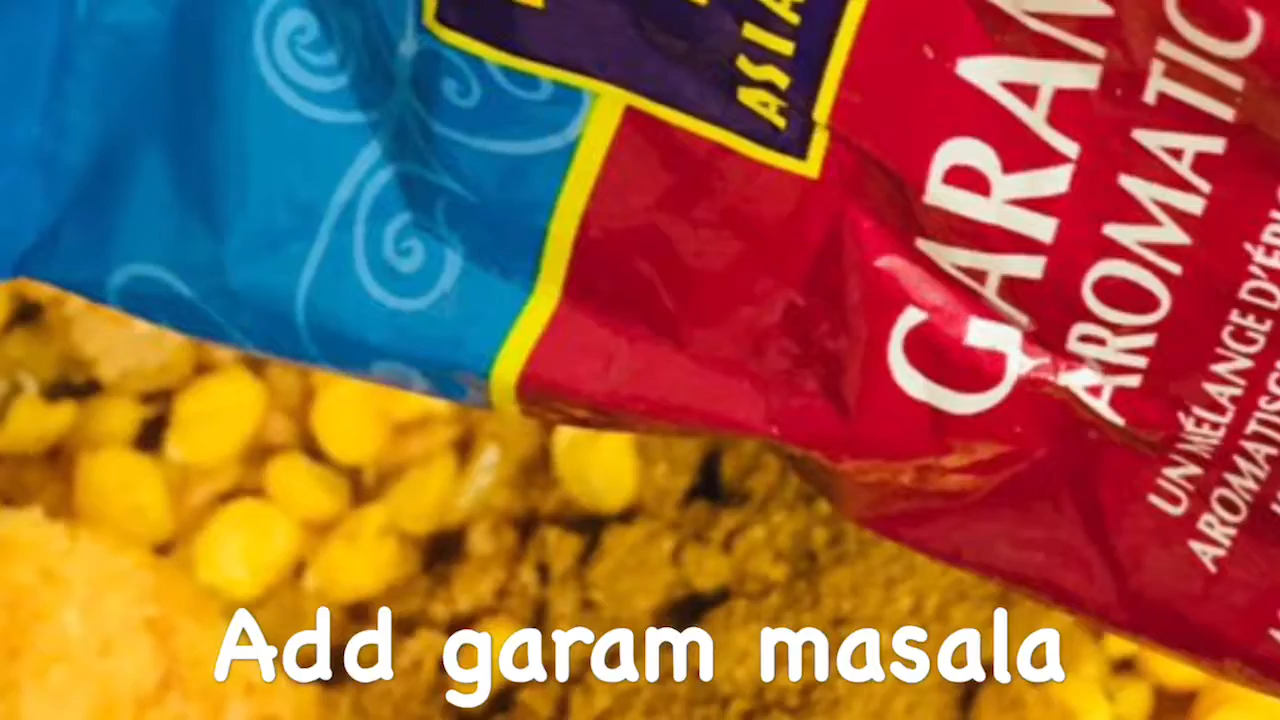 ASIA
GARAM
AROMATIC
UN MÉLANGE D'ÉPI
AROMATISÉ
Add garam masala